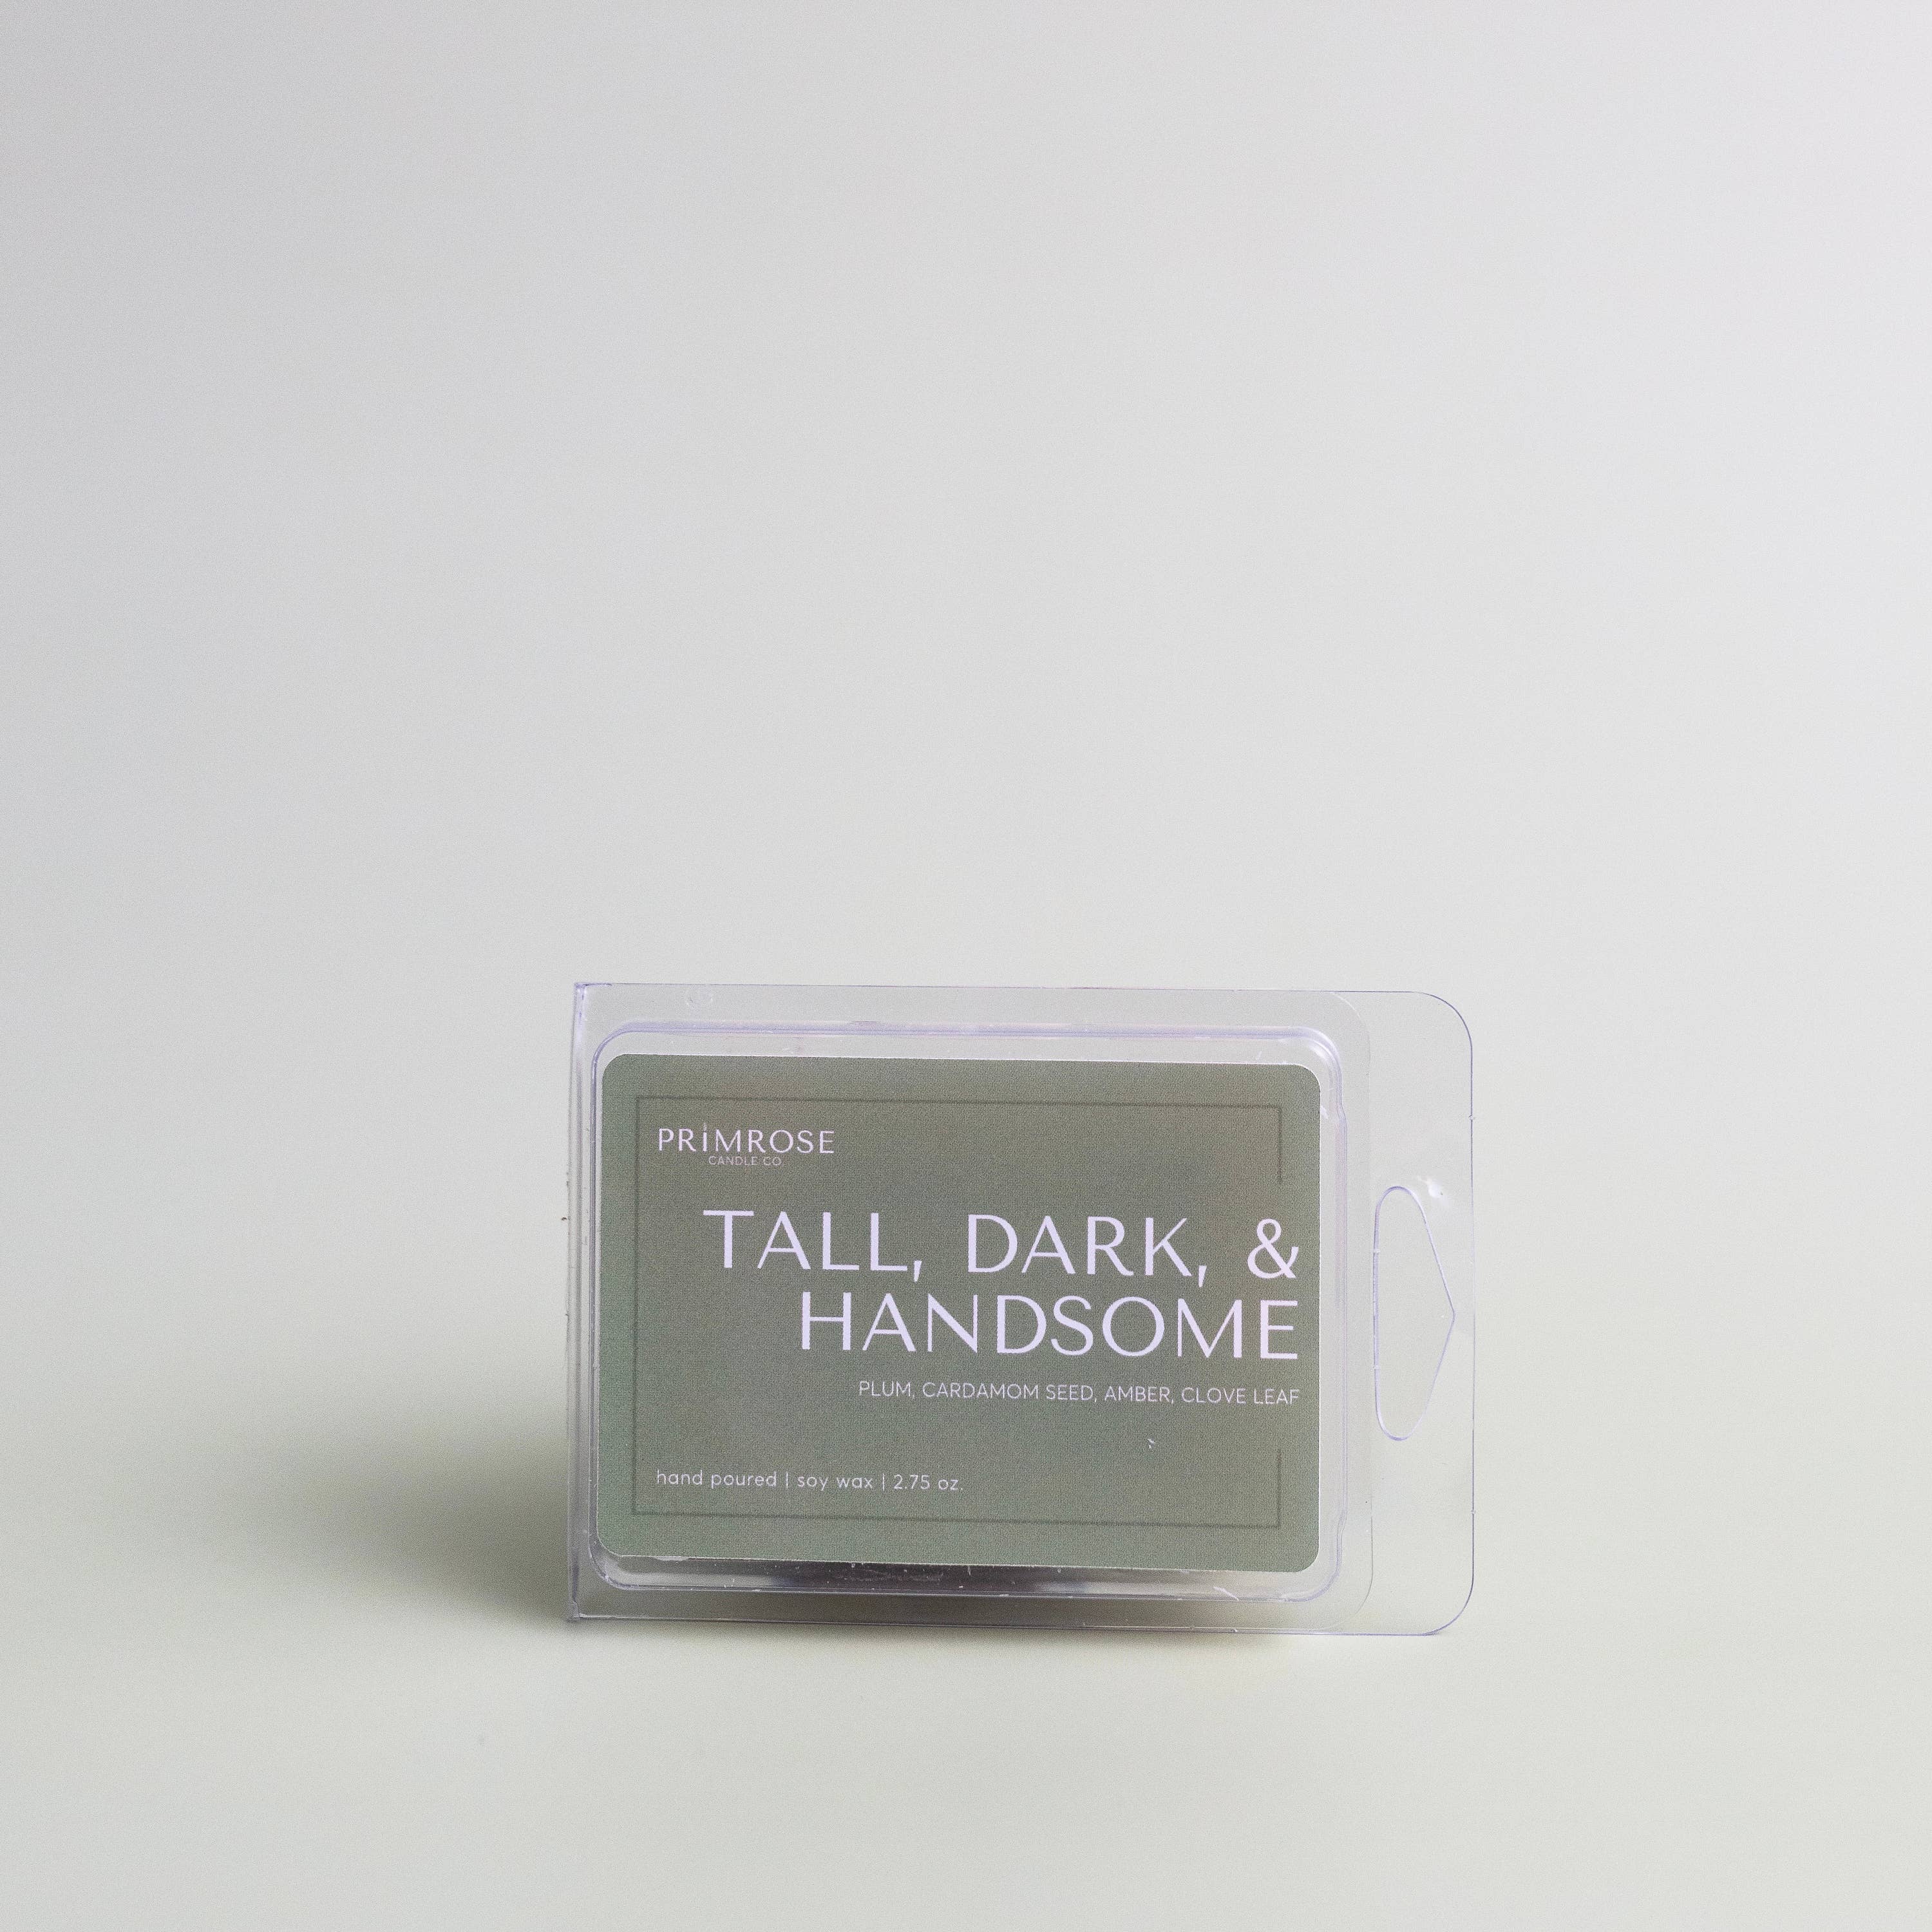 PRiMROSE
CANDLE CO.
TALL, DARK, &
HANDSOME
PLUM, CARDAMOM SEED, AMBER, CLOVE LEAF
hand poured | soy wax | 2.75 oz.